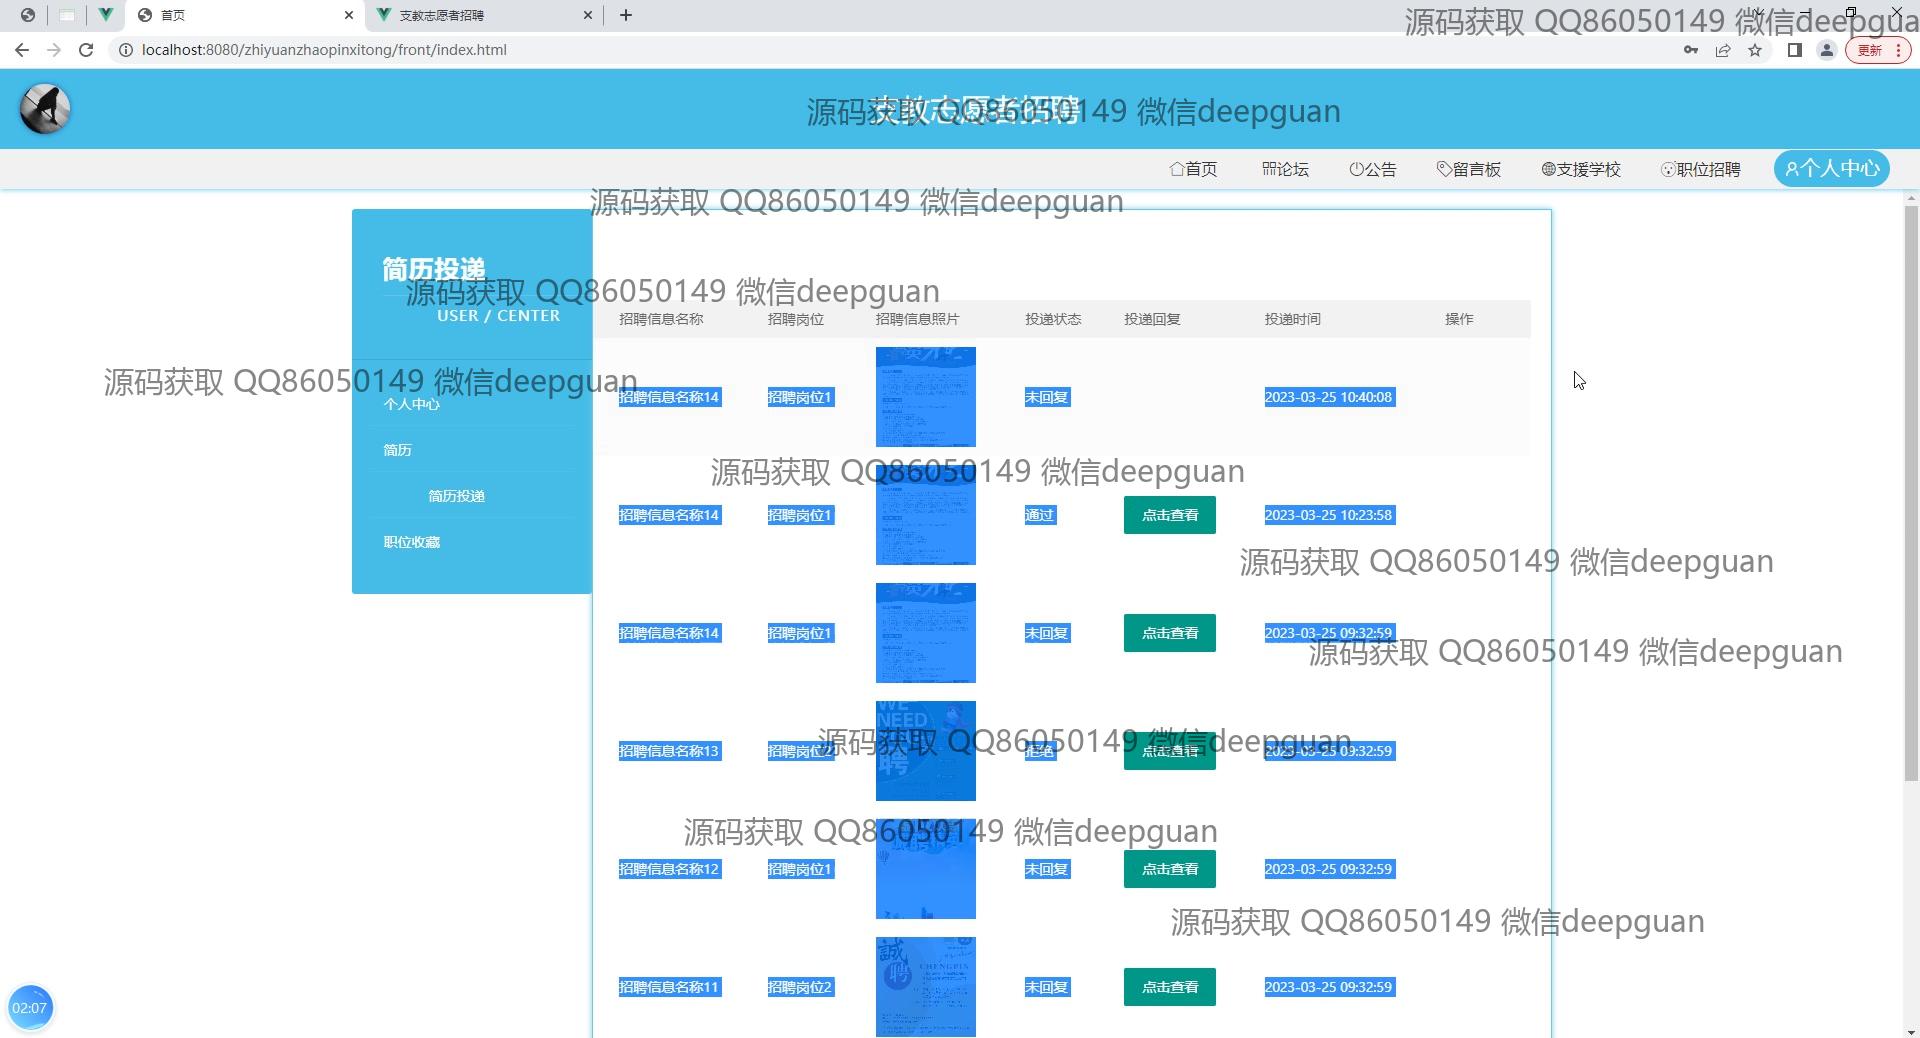 首页
支教志愿者招聘
源码获取 QQ86050149 微信deepgua
localhost:8080/zhiyuanzhaopinxitong/front/index.html
更新
支教志愿者招聘
源码获取 QQ86050149 微信deepguan
首页 论坛 公告 留言板 支援学校 职位招聘 个人中心
源码获取 QQ86050149 微信deepguan
简历投递
源码获取 QQ86050149 微信deepguan
USER / CENTER
招聘信息名称 招聘岗位 招聘信息照片 投递状态 投递回复 投递时间 操作
源码获取 QQ86050149 微信deepguan
个人中心
简历
简历投递
职位收藏
招聘信息名称14 招聘岗位1 未回复 2023-03-25 10:40:08
源码获取 QQ86050149 微信deepguan
招聘信息名称14 招聘岗位1 通过 点击查看 2023-03-25 10:23:58
源码获取 QQ86050149 微信deepguan
招聘信息名称14 招聘岗位1 未回复 点击查看 2023-03-25 09:32:59
源码获取 QQ86050149 微信deepguan
WE
NEED
聘
招聘信息名称13 招聘岗位2 拒绝 点击查看 2023-03-25 09:32:59
源码获取 QQ86050149 微信deepguan
源码获取 QQ86050149 微信deepguan
招聘信息名称12 招聘岗位1 未回复 点击查看 2023-03-25 09:32:59
源码获取 QQ86050149 微信deepguan
誠
聘
CHENGPIN
招聘信息名称11 招聘岗位2 未回复 点击查看 2023-03-25 09:32:59
02:07